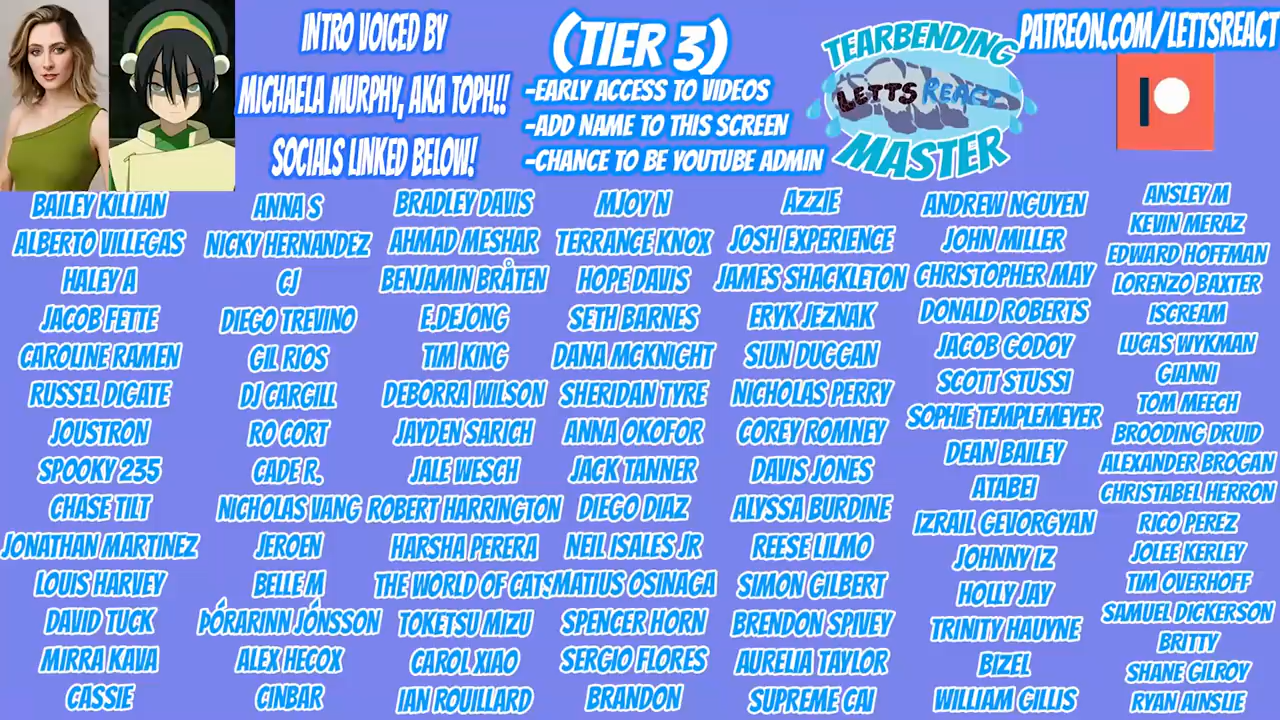 INTRO VOICED BY
MICHAELA MURPHY, AKA TOPH!!
SOCIALS LINKED BELOW!
(TIER 3)
-EARLY ACCESS TO VIDEOS
-ADD NAME TO THIS SCREEN
-CHANCE TO BE YOUTUBE ADMIN
TEARBENDING
LETTS REACT
MASTER
PATREON.COM/LETTSREACT
BAILEY KILLIAN
ALBERTO VILLEGAS
HALEY A
JACOB FETTE
CAROLINE RAMEN
RUSSEL DIGATE
JOUSTRON
SPOOKY 235
CHASE TILT
JONATHAN MARTINEZ
LOUIS HARVEY
DAVID TUCK
MIRRA KAVA
CASSIE
ANNA S
NICKY HERNANDEZ
CJ
DIEGO TREVINO
GIL RIOS
DJ CARGILL
RO CORT
CADE R.
NICHOLAS VANG
JEROEN
BELLE M
ÞÓRARINN JÓNSSON
ALEX HECOX
CINBAR
BRADLEY DAVIS
AHMAD MESHAR
BENJAMIN BRÅTEN
E.DEJONG
TIM KING
DEBORRA WILSON
JAYDEN SARICH
JALE WESCH
ROBERT HARRINGTON
HARSHA PERERA
THE WORLD OF CATS
TOKETSU MIZU
CAROL XIAO
IAN ROUILLARD
MJOY N
TERRANCE KNOX
HOPE DAVIS
SETH BARNES
DANA MCKNIGHT
SHERIDAN TYRE
ANNA OKOFOR
JACK TANNER
DIEGO DIAZ
NEIL ISALES JR
MATIUS OSINAGA
SPENCER HORN
SERGIO FLORES
BRANDON
AZZIE
JOSH EXPERIENCE
JAMES SHACKLETON
ERYK JEZNAK
SIUN DUGGAN
NICHOLAS PERRY
COREY ROMNEY
DAVIS JONES
ALYSSA BURDINE
REESE LILMO
SIMON GILBERT
BRENDON SPIVEY
AURELIA TAYLOR
SUPREME CAI
ANDREW NGUYEN
JOHN MILLER
CHRISTOPHER MAY
DONALD ROBERTS
JACOB GODOY
SCOTT STUSSI
SOPHIE TEMPLEMEYER
DEAN BAILEY
ATABEI
IZRAIL GEVORGYAN
JOHNNY IZ
HOLLY JAY
TRINITY HAUYNE
BIZEL
WILLIAM GILLIS
ANSLEY M
KEVIN MERAZ
EDWARD HOFFMAN
LORENZO BAXTER
ISCREAM
LUCAS WYKMAN
GIANNI
TOM MEECH
BROODING DRUID
ALEXANDER BROGAN
CHRISTABEL HERRON
RICO PEREZ
JOLEE KERLEY
TIM OVERHOFF
SAMUEL DICKERSON
BRITTY
SHANE GILROY
RYAN AINSLIE